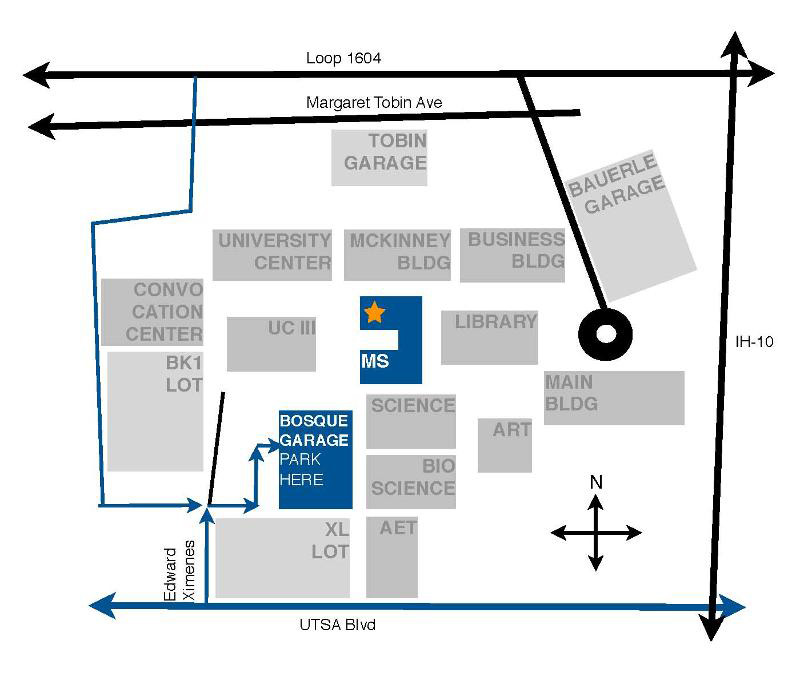 Loop 1604
Margaret Tobin Ave
TOBIN
GARAGE
BAUERLE
GARAGE
UNIVERSITY
CENTER
MCKINNEY
BLDG
BUSINESS
BLDG
CONVO
CATION
CENTER
UC III
MS
LIBRARY
IH-10
BK1
LOT
MAIN
BLDG
SCIENCE
BOSQUE
GARAGE
PARK
HERE
ART
BIO
SCIENCE
N
XL
LOT
AET
Edward
Ximenes
UTSA Blvd